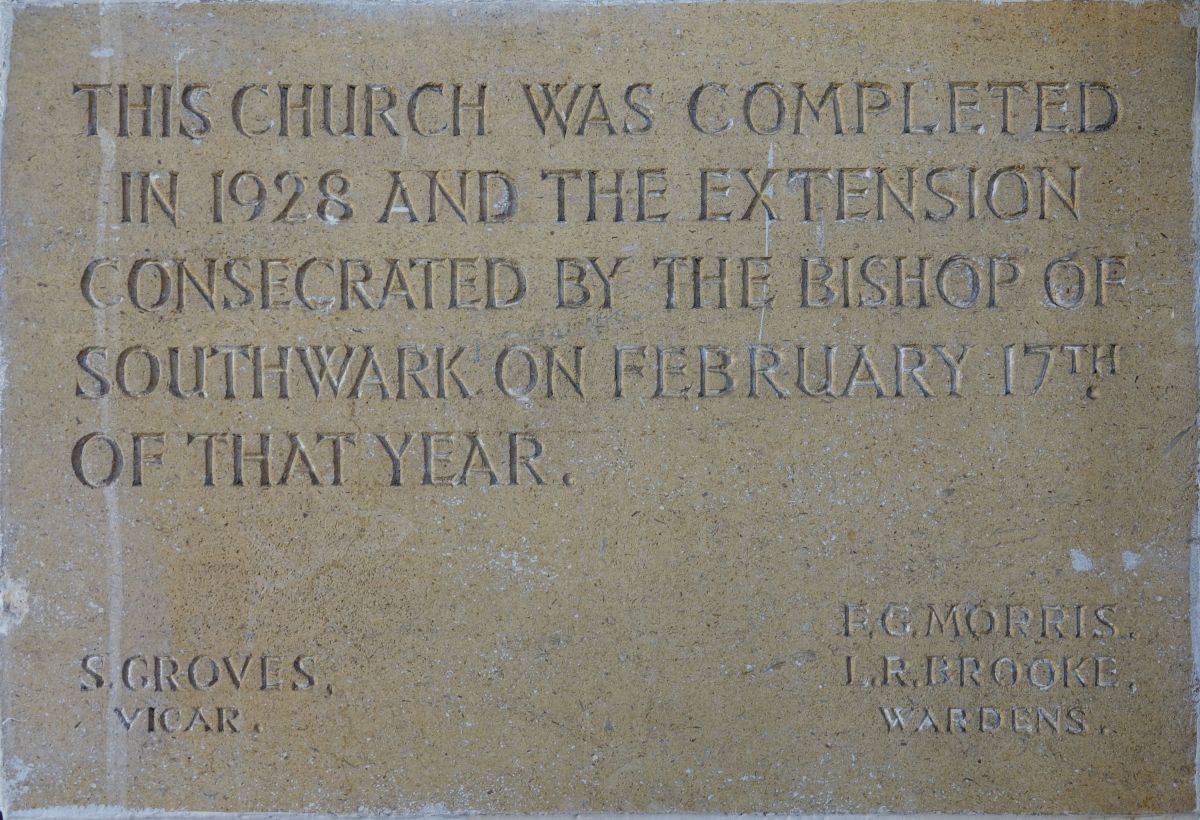 THIS CHURCH WAS COMPLETED
IN 1928 AND THE EXTENSION
CONSECRATED BY THE BISHOP OF
SOUTHWARK ON FEBRUARY 17TH
OF THAT YEAR.
F.G.MORRIS.
S.GROVES, L.R.BROOKE,
VICAR. WARDENS.